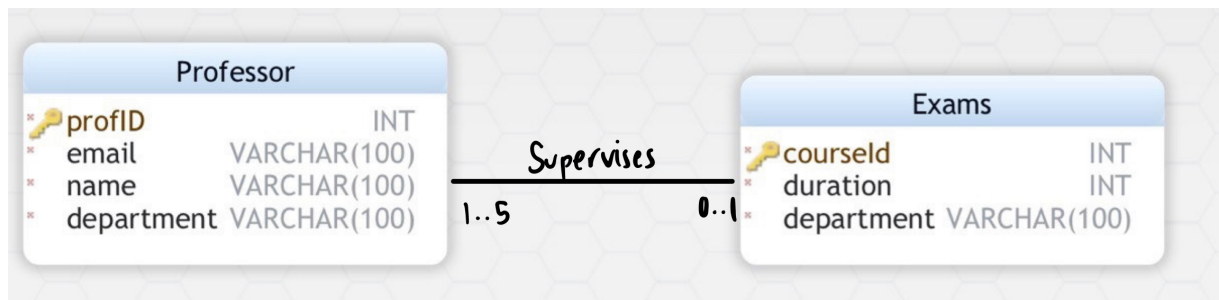 Professor
profID INT
email VARCHAR(100)
name VARCHAR(100)
department VARCHAR(100)
Supervises
1..5
0..1
Exams
courseId INT
duration INT
department VARCHAR(100)